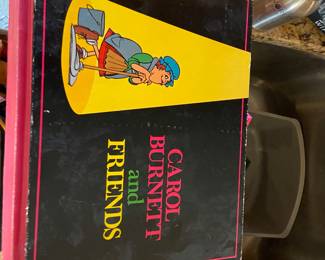 CAROL
BURNETT
and
FRIENDS